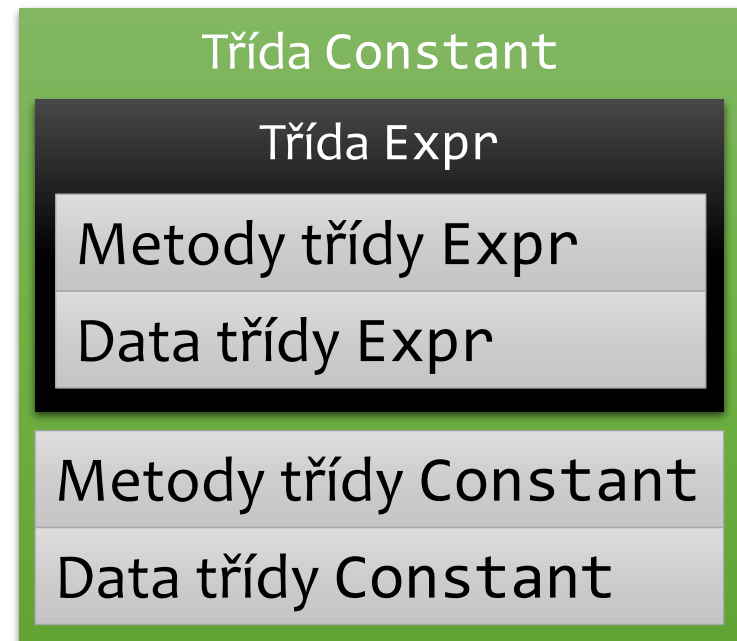 Třída Constant
Třída Expr
Metody třídy Expr
Data třídy Expr
Metody třídy Constant
Data třídy Constant